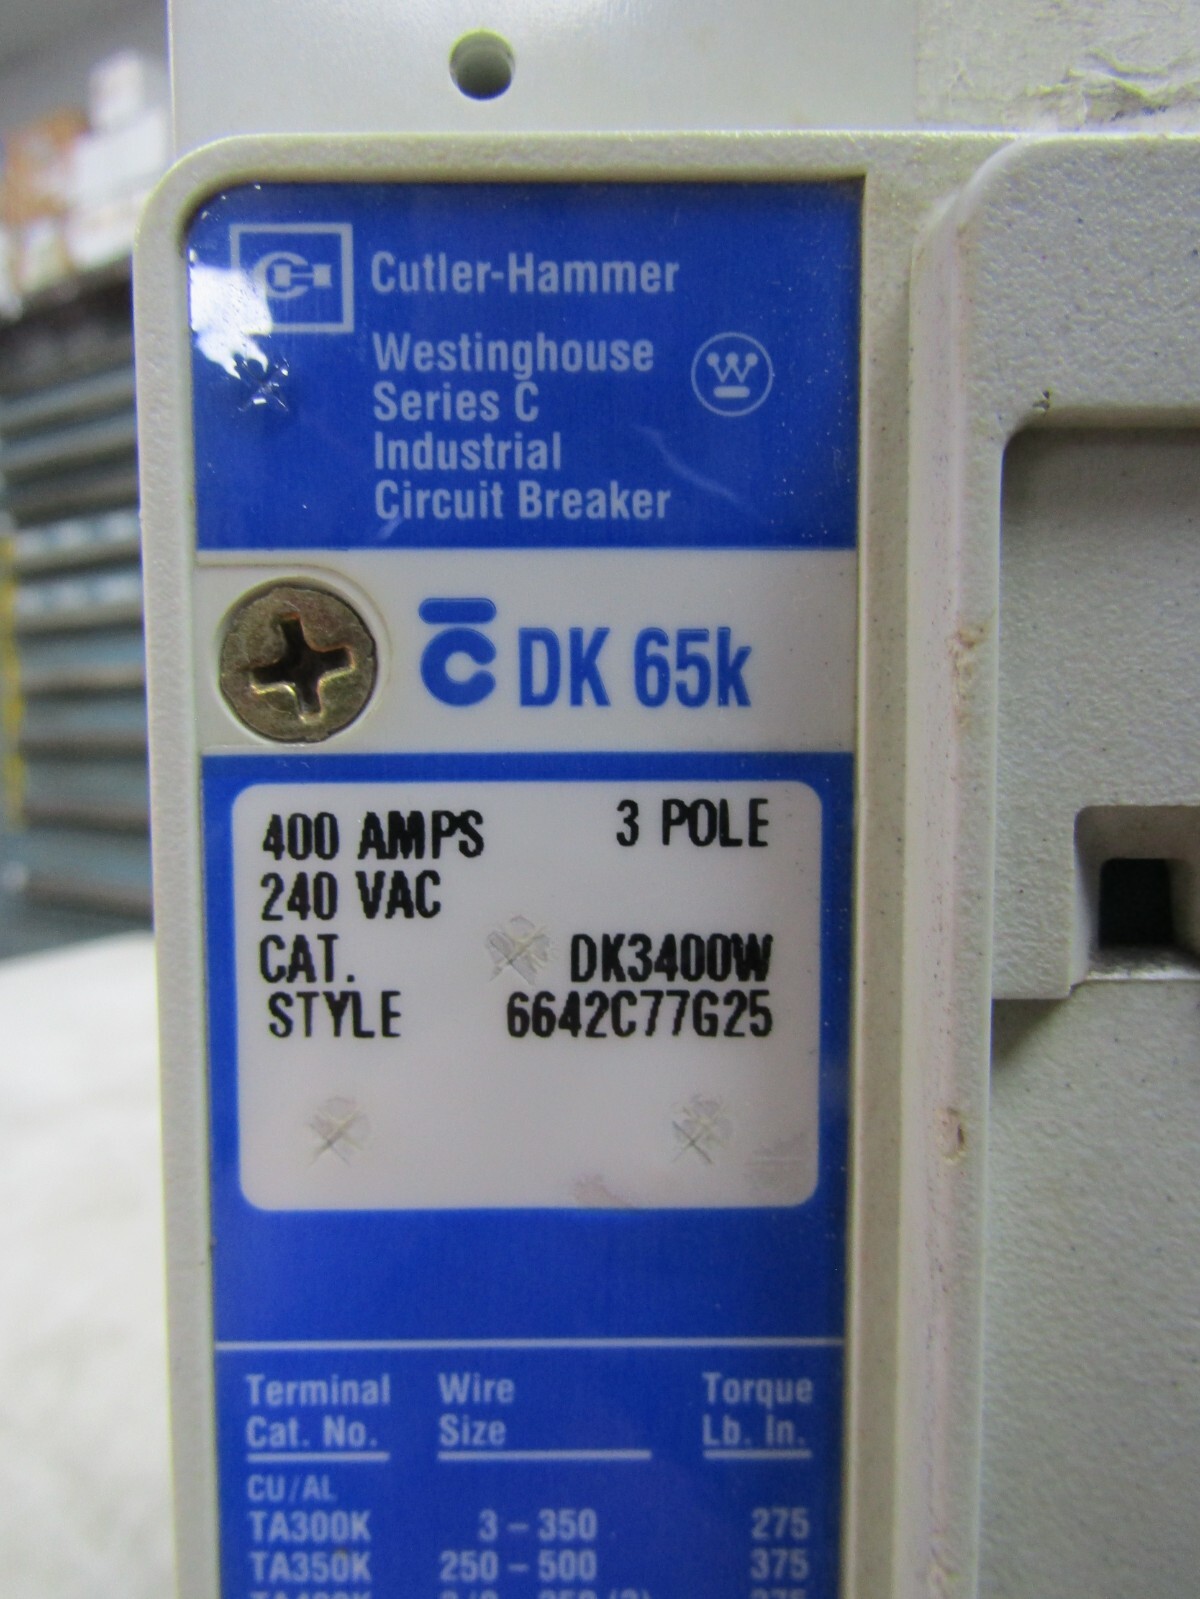 Cutler-Hammer
Westinghouse
Series C
Industrial
Circuit Breaker
W
C DK 65k
400 AMPS 3 POLE
240 VAC
CAT. DK3400W
STYLE 6642C77G25
Terminal Wire Torque
Cat. No. Size Lb. In.
CU/AL
TA300K 3 – 350 275
TA350K 250 – 500 375